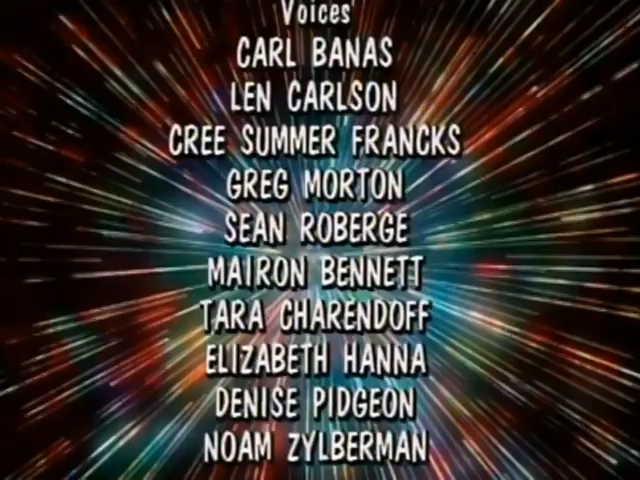 Voices
CARL BANAS
LEN CARLSON
CREE SUMMER FRANCKS
GREG MORTON
SEAN ROBERGE
MAIRON BENNETT
TARA CHARENDOFF
ELIZABETH HANNA
DENISE PIDGEON
NOAM ZYLBERMAN